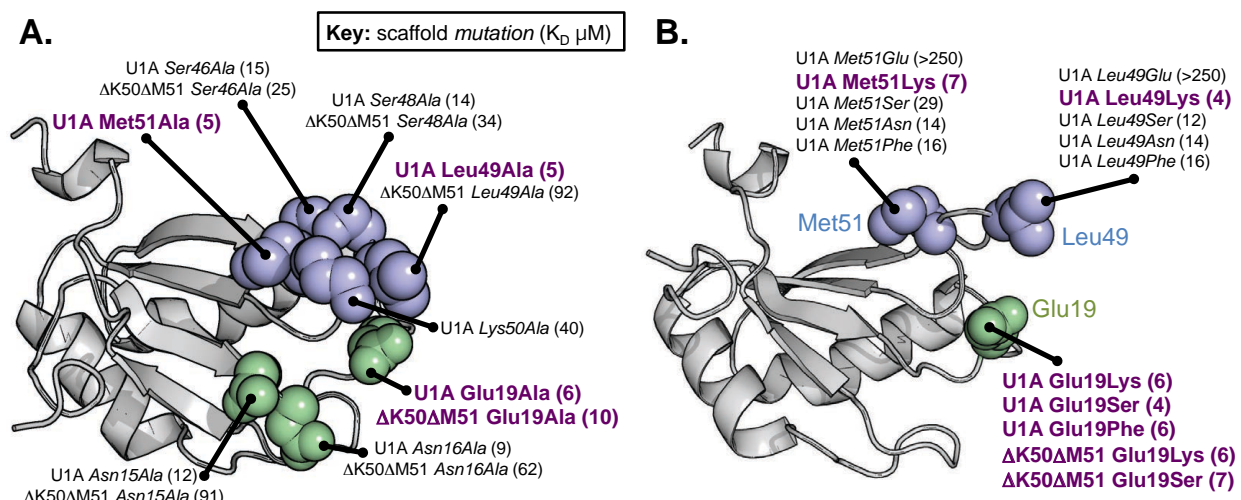 A.
Key: scaffold mutation (KD µM)
U1A Ser46Ala (15)
ΔK50ΔM51 Ser46Ala (25)
U1A Met51Ala (5)
U1A Ser48Ala (14)
ΔK50ΔM51 Ser48Ala (34)
U1A Leu49Ala (5)
ΔK50ΔM51 Leu49Ala (92)
U1A Lys50Ala (40)
U1A Glu19Ala (6)
ΔK50ΔM51 Glu19Ala (10)
U1A Asn16Ala (9)
ΔK50ΔM51 Asn16Ala (62)
U1A Asn15Ala (12)
ΔK50ΔM51 Asn15Ala (91)
B.
U1A Met51Glu (>250)
U1A Met51Lys (7)
U1A Met51Ser (29)
U1A Met51Asn (14)
U1A Met51Phe (16)
U1A Leu49Glu (>250)
U1A Leu49Lys (4)
U1A Leu49Ser (12)
U1A Leu49Asn (14)
U1A Leu49Phe (16)
Met51
Leu49
Glu19
U1A Glu19Lys (6)
U1A Glu19Ser (4)
U1A Glu19Phe (6)
ΔK50ΔM51 Glu19Lys (6)
ΔK50ΔM51 Glu19Ser (7)